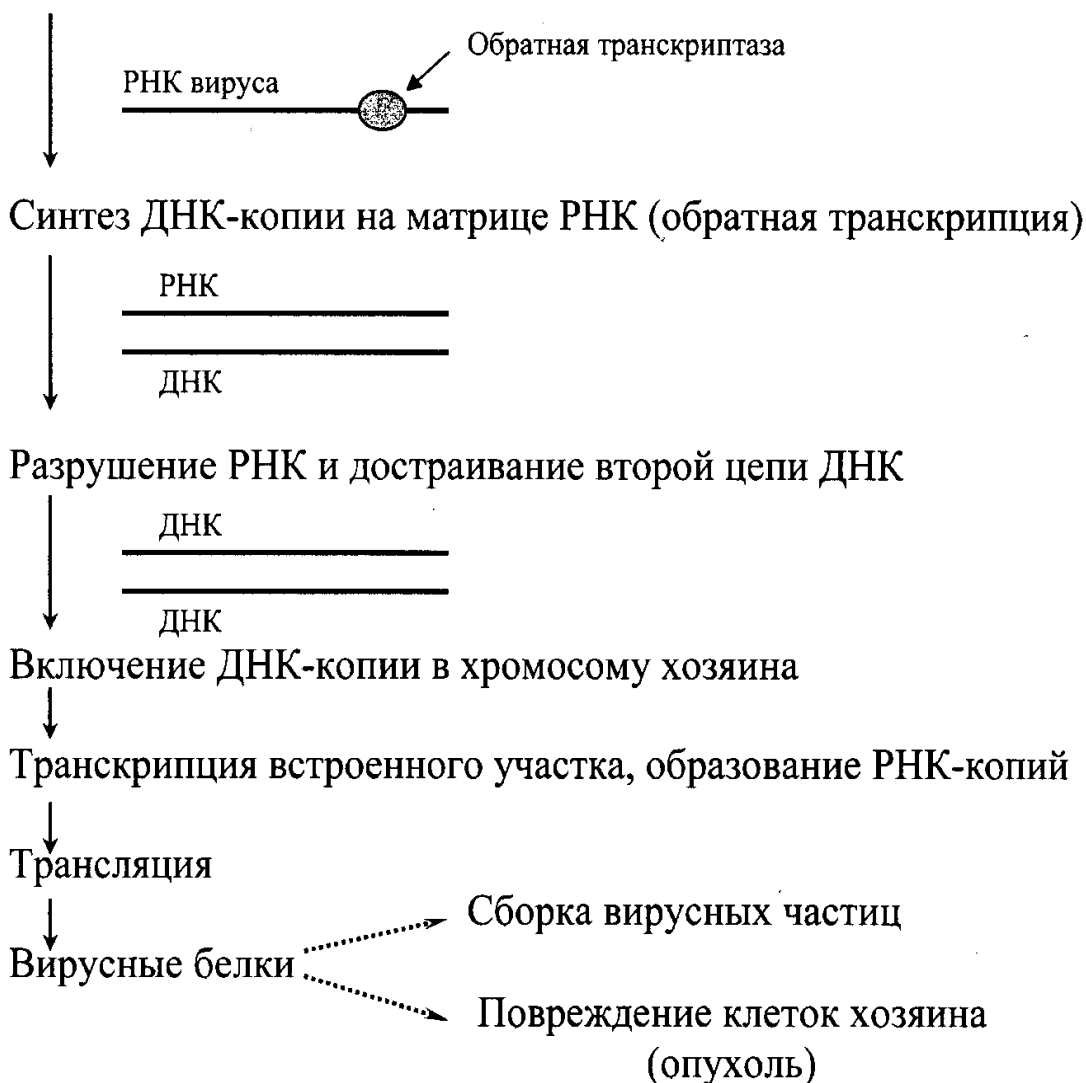 Обратная транскриптаза
РНК вируса
Синтез ДНК-копии на матрице РНК (обратная транскрипция)
РНК
ДНК
Разрушение РНК и достраивание второй цепи ДНК
ДНК
ДНК
Включение ДНК-копии в хромосому хозяина
Транскрипция встроенного участка, образование РНК-копий
Трансляция
Сборка вирусных частиц
Вирусные белки
Повреждение клеток хозяина
(опухоль)